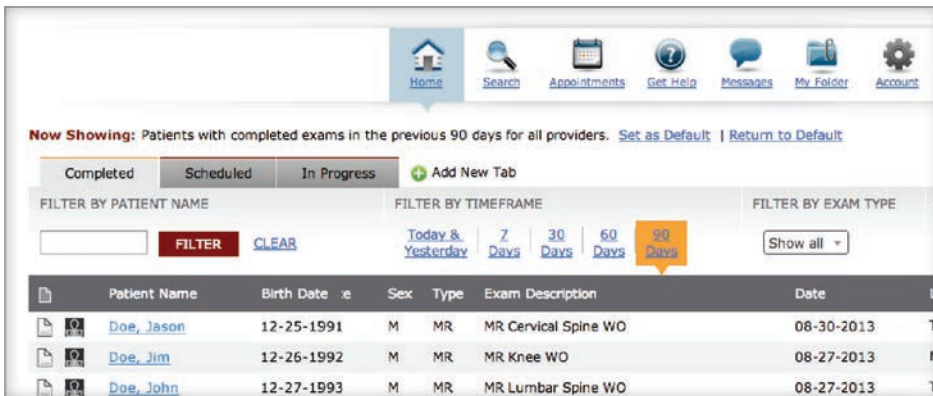 Home Search Appointments Get Help Messages My Folder Account
Now Showing: Patients with completed exams in the previous 90 days for all providers. Set as Default | Return to Default
Completed Scheduled In Progress Add New Tab
FILTER BY PATIENT NAME FILTER BY TIMEFRAME FILTER BY EXAM TYPE
FILTER CLEAR Today & Yesterday 7 Days 30 Days 60 Days 90 Days Show all
Patient Name Birth Date Sex Type Exam Description Date
Doe, Jason 12-25-1991 M MR MR Cervical Spine WO 08-30-2013
Doe, Jim 12-26-1992 M MR MR Knee WO 08-27-2013
Doe, John 12-27-1993 M MR MR Lumbar Spine WO 08-27-2013